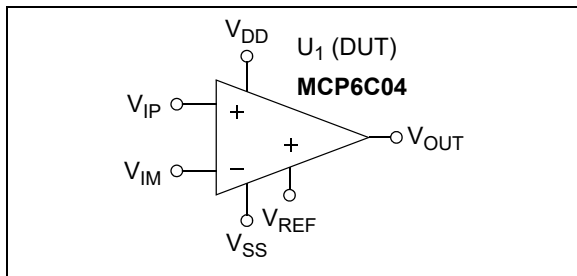 V_DD
U_1 (DUT)
MCP6C04
V_IP
+
+
V_OUT
V_IM
−
V_REF
V_SS